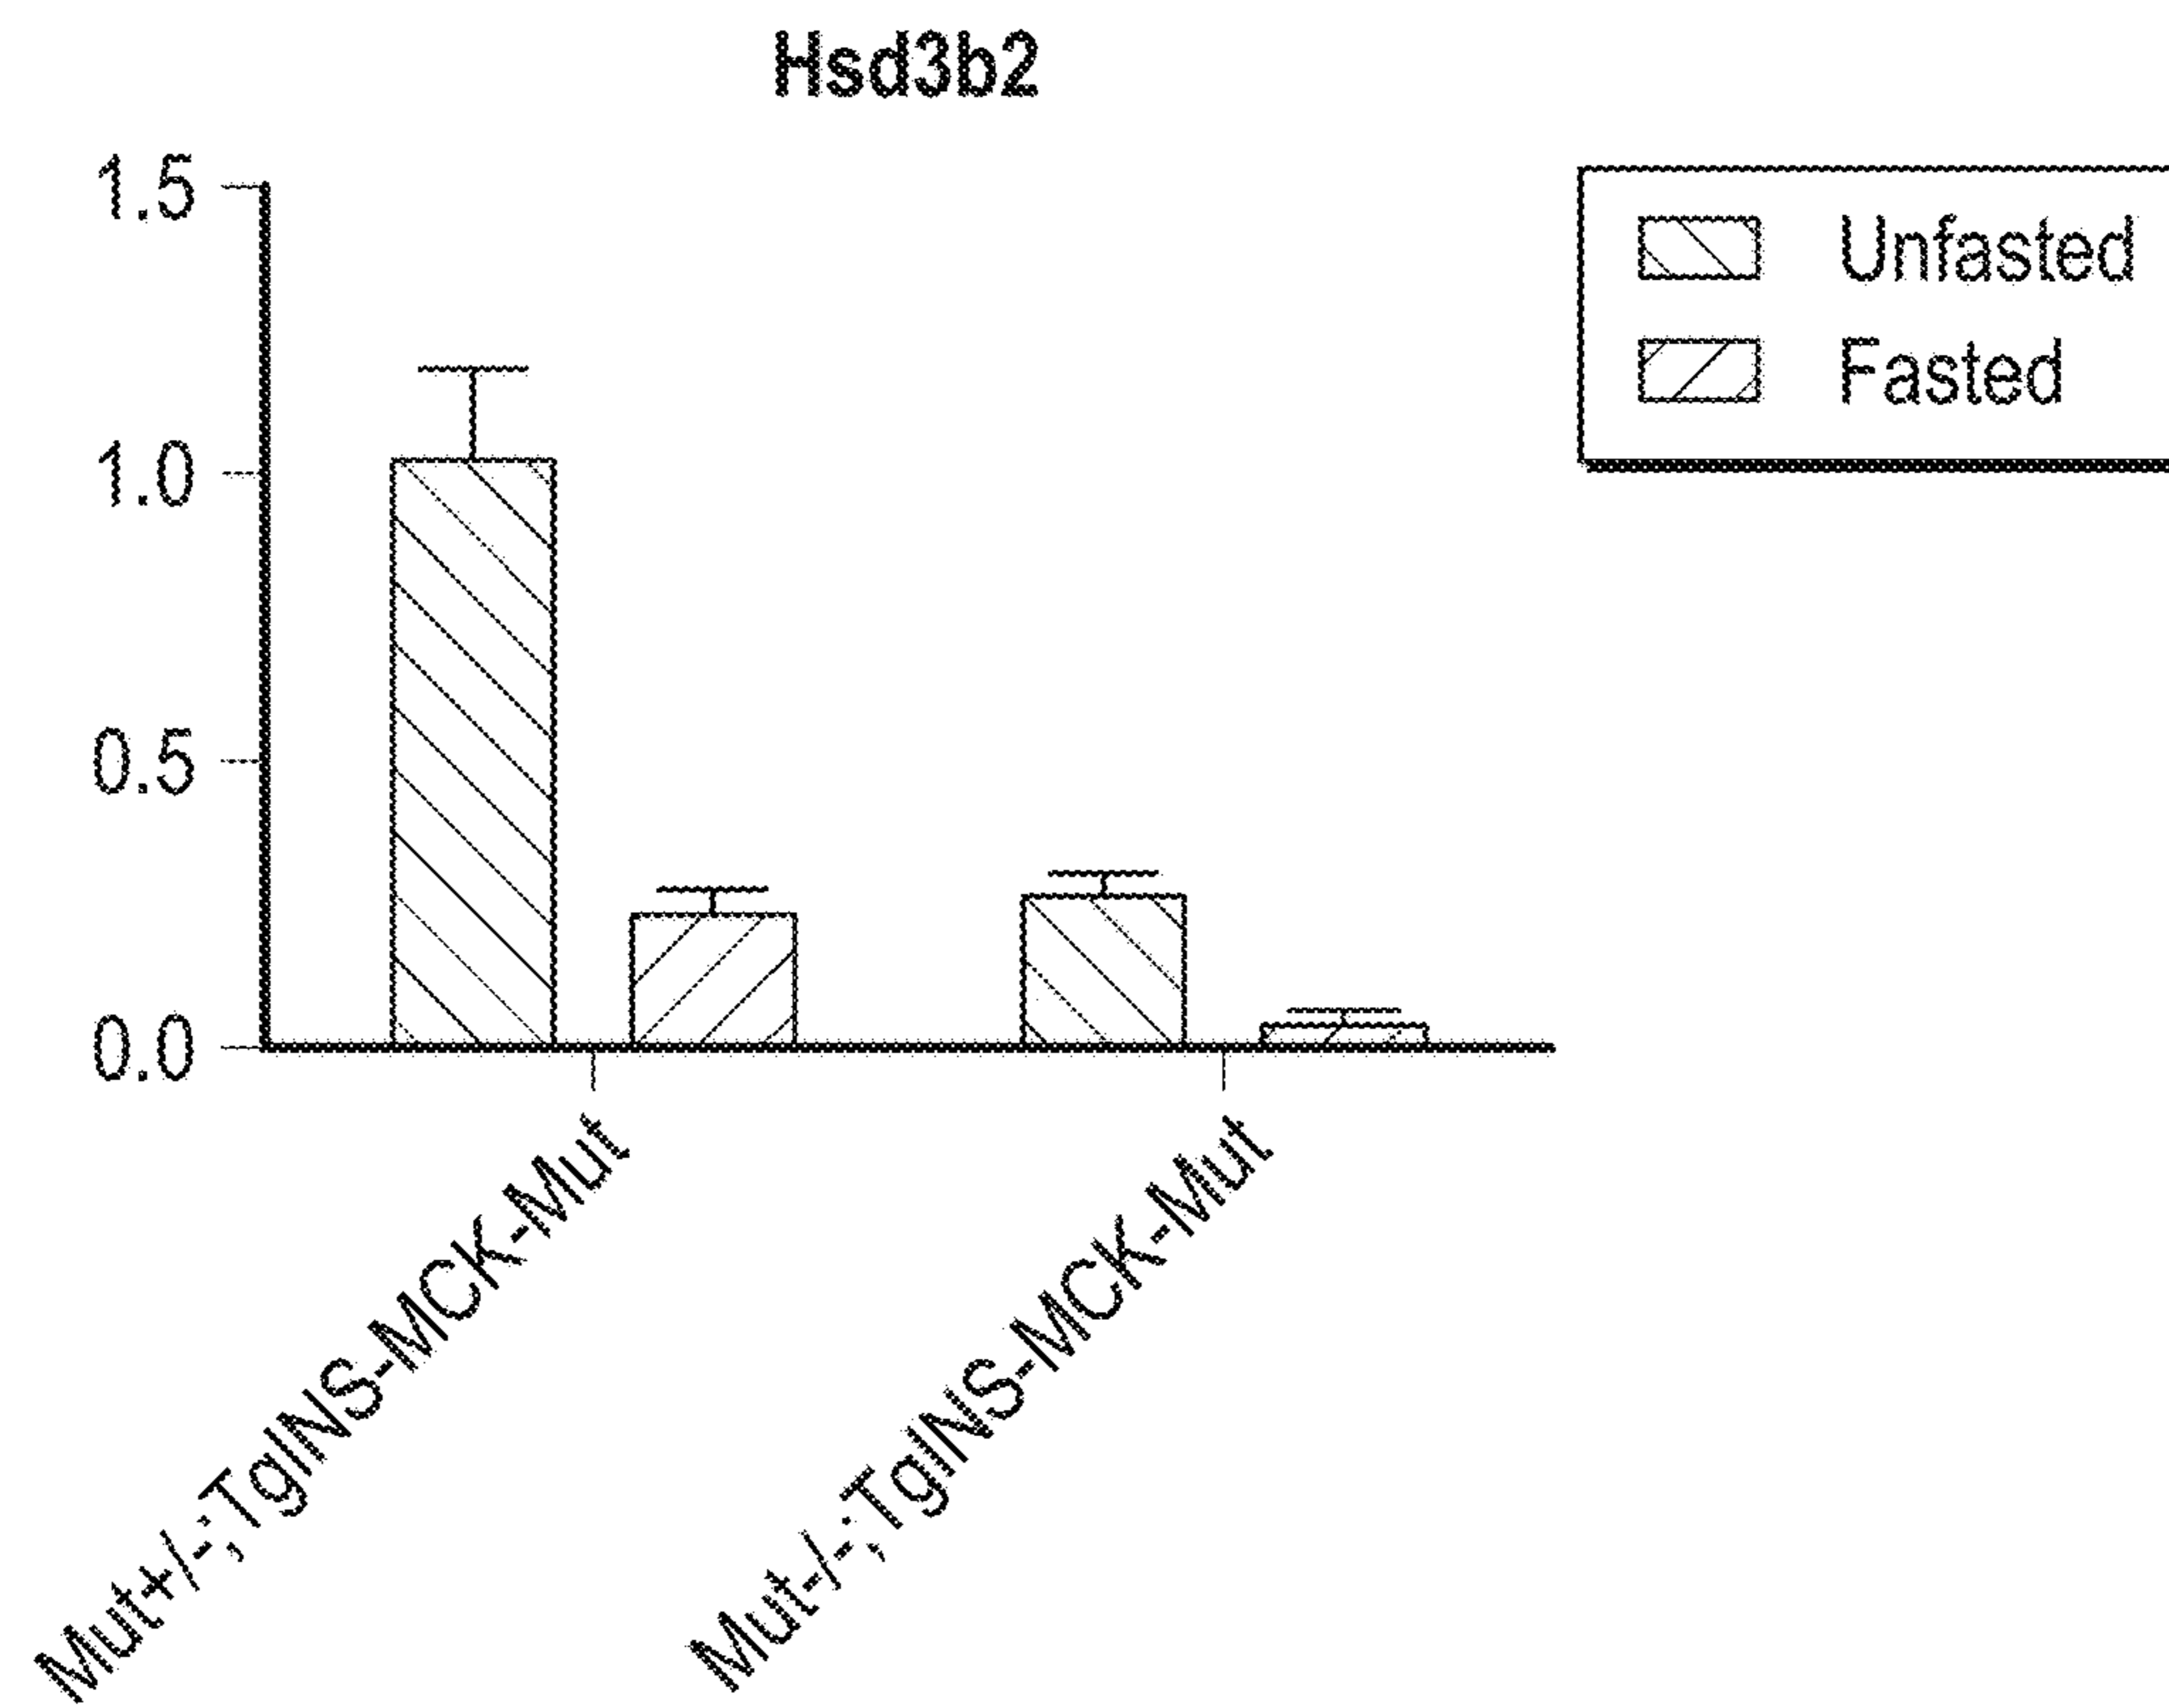 Hsd3b2
1.5
1.0
0.5
0.0
Unfasted
Fasted
Mut+/-;TgINS-MCK-Mut
Mut-/-;TgINS-MCK-Mut